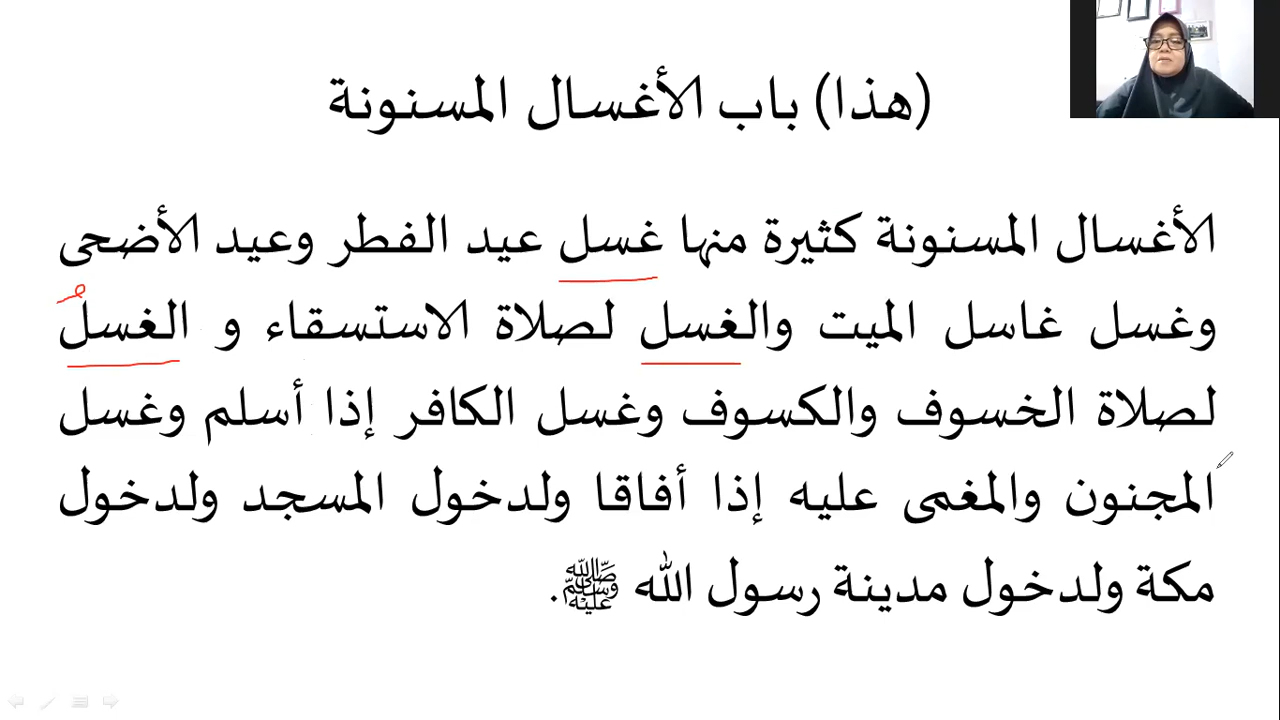 (هذا) باب الأغسال المسنونة
الأغسال المسنونة كثيرة منها غسل عيد الفطر وعيد الأضحى
وغسل غاسل الميت والغسل لصلاة الاستسقاء و الغسلُ
لصلاة الخسوف والكسوف وغسل الكافر إذا أسلم وغسل
المجنون والمغمى عليه إذا أفاقا ولدخول المسجد ولدخول
مكة ولدخول مدينة رسول الله ﷺ.